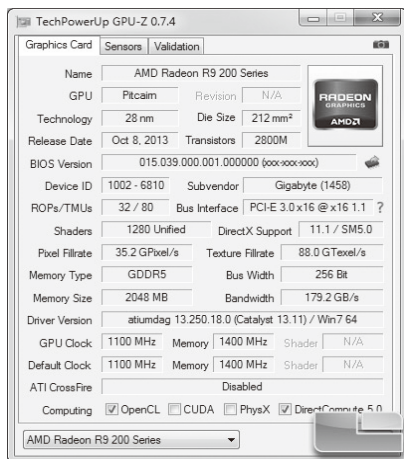 TechPowerUp GPU-Z 0.7.4
Graphics Card Sensors Validation
Name AMD Radeon R9 200 Series
RADEON
GRAPHICS
AMD
GPU Pitcairn Revision N/A
Technology 28 nm Die Size 212 mm²
Release Date Oct 8, 2013 Transistors 2800M
BIOS Version 015.039.000.001.000000 (xxx-xxx-xxx)
Device ID 1002 - 6810 Subvendor Gigabyte (1458)
ROPs/TMUs 32 / 80 Bus Interface PCI-E 3.0 x16 @ x16 1.1 ?
Shaders 1280 Unified DirectX Support 11.1 / SM5.0
Pixel Fillrate 35.2 GPixel/s Texture Fillrate 88.0 GTexel/s
Memory Type GDDR5 Bus Width 256 Bit
Memory Size 2048 MB Bandwidth 179.2 GB/s
Driver Version atiumdag 13.250.18.0 (Catalyst 13.11) / Win7 64
GPU Clock 1100 MHz Memory 1400 MHz Shader N/A
Default Clock 1100 MHz Memory 1400 MHz Shader N/A
ATI CrossFire Disabled
Computing OpenCL CUDA PhysX DirectCompute 5.0
AMD Radeon R9 200 Series